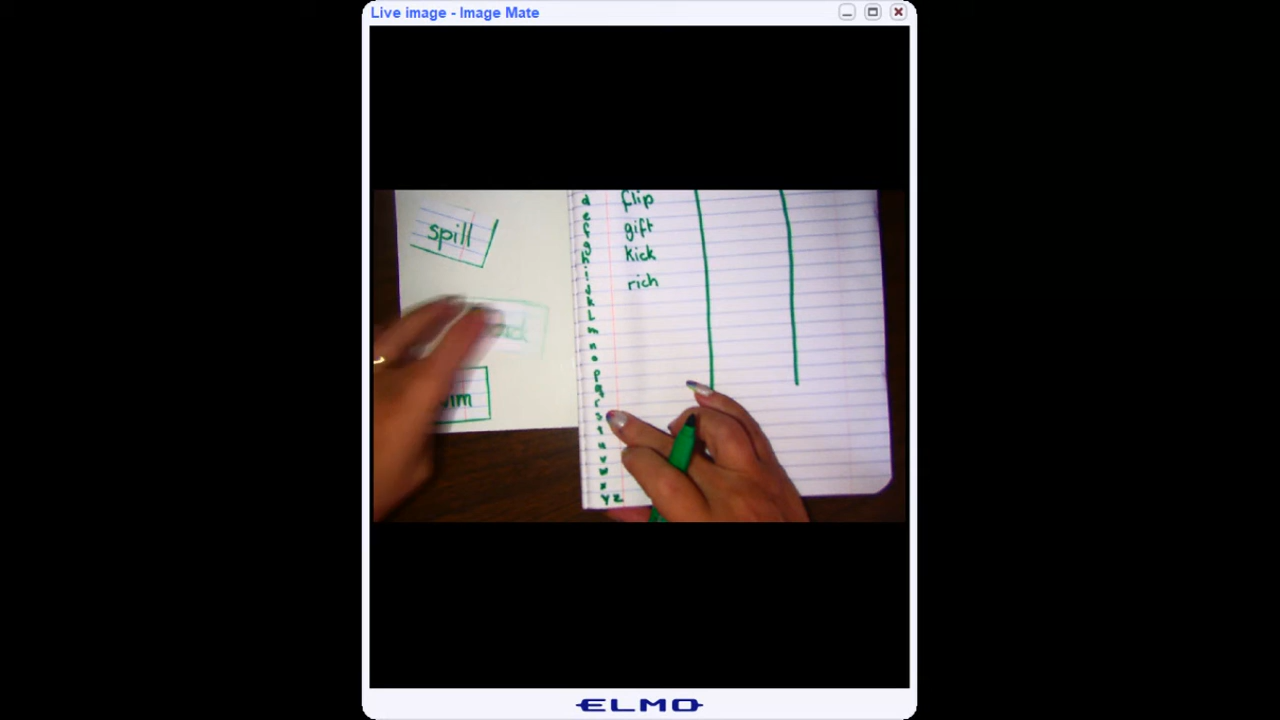 Live image - Image Mate
spill
d
e
f
g
h
i
j
k
L
m
n
o
p
q
r
s
t
u
v
w
x
Y Z
flip
gift
kick
rich
ELMO